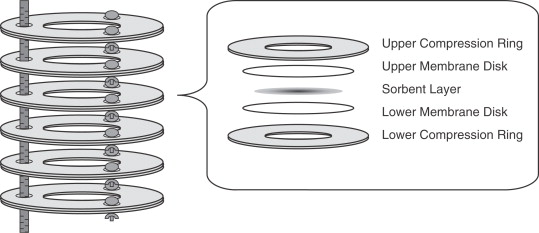 Upper Compression Ring
Upper Membrane Disk
Sorbent Layer
Lower Membrane Disk
Lower Compression Ring